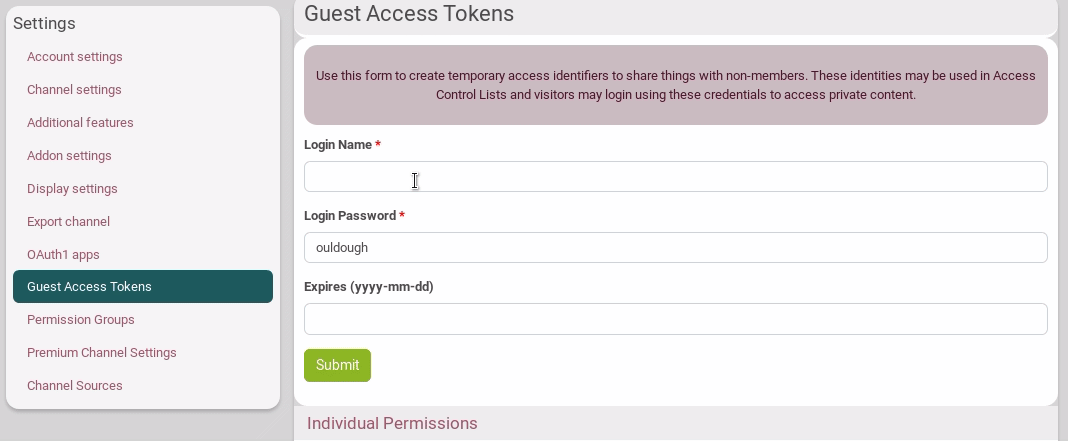 Settings
Account settings
Channel settings
Additional features
Addon settings
Display settings
Export channel
OAuth1 apps
Guest Access Tokens
Permission Groups
Premium Channel Settings
Channel Sources
Guest Access Tokens
Use this form to create temporary access identifiers to share things with non-members. These identities may be used in Access
Control Lists and visitors may login using these credentials to access private content.
Login Name *
Login Password *
ouldough
Expires (yyyy-mm-dd)
Submit
Individual Permissions